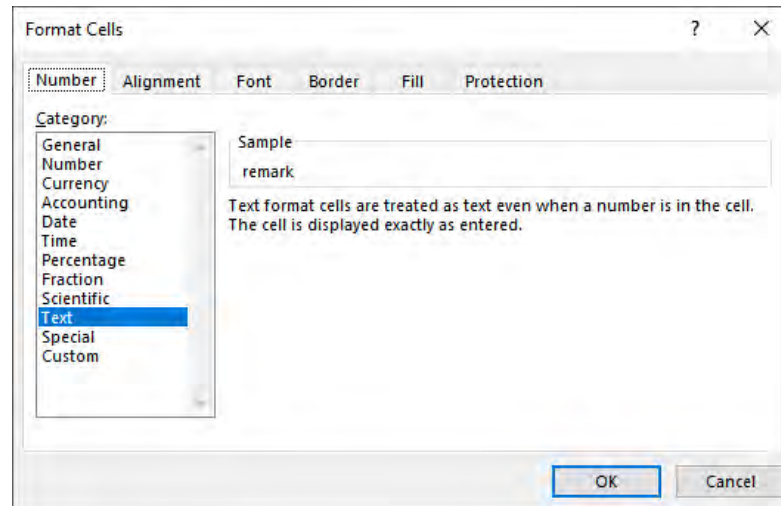 Format Cells
? X
Number Alignment Font Border Fill Protection
Category:
General
Number
Currency
Accounting
Date
Time
Percentage
Fraction
Scientific
Text
Special
Custom
Sample
remark
Text format cells are treated as text even when a number is in the cell.
The cell is displayed exactly as entered.
OK Cancel